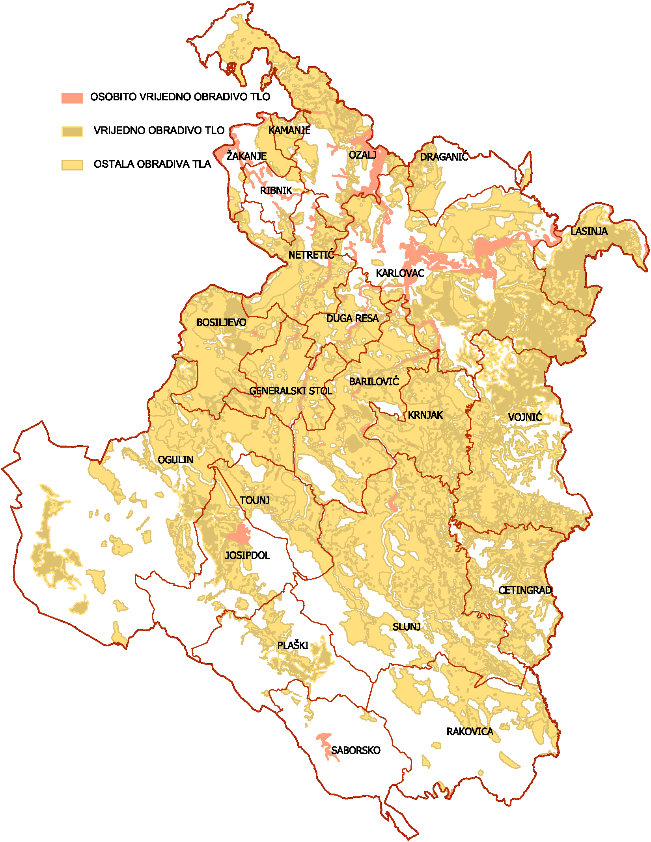 OSOBITO VRIJEDNO OBRADIVO TLO
VRIJEDNO OBRADIVO TLO
OSTALA OBRADIVA TLA
KAMANJE
ŽAKANJE
OZALJ
DRAGANIĆ
RIBNIK
LASINJA
NETRETIĆ
KARLOVAC
BOSILJEVO
DUGA RESA
BARILOVIĆ
GENERALSKI STOL
KRNJAK
VOJNIĆ
OGULIN
TOUNJ
JOSIPDOL
CETINGRAD
SLUNJ
PLAŠKI
RAKOVICA
SABORSKO